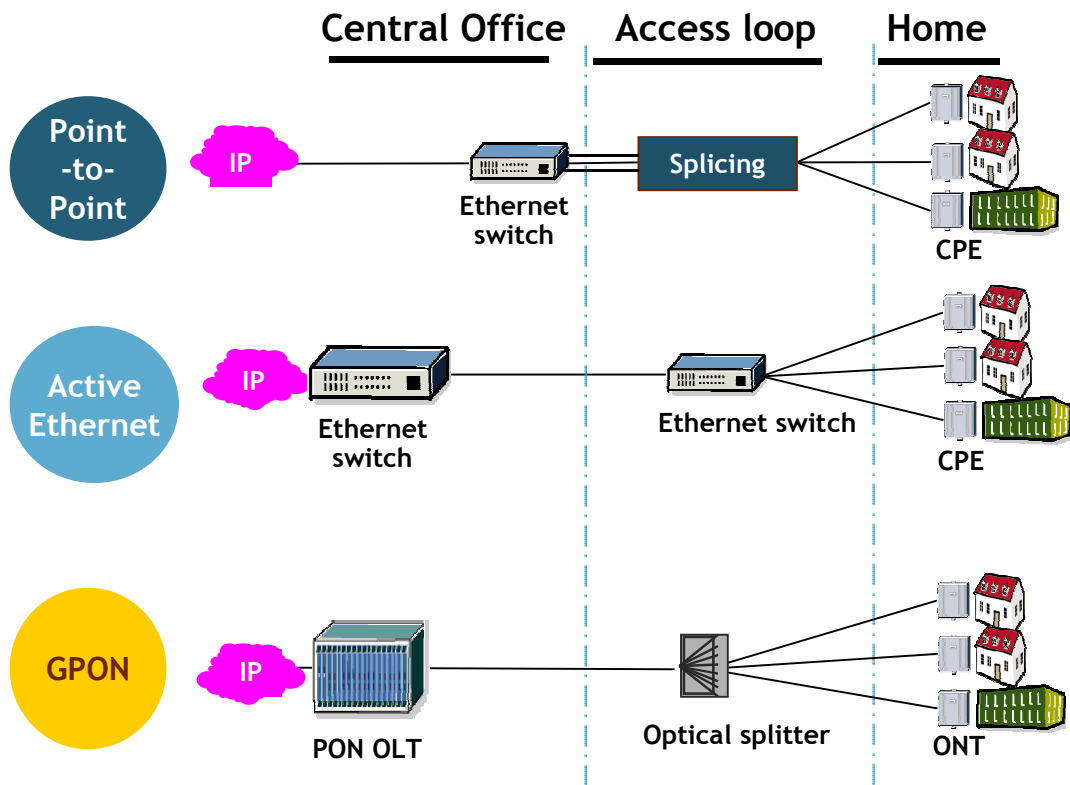 Central Office
Access loop
Home
Point
-to-
Point
IP
Splicing
Ethernet
switch
CPE
Active
Ethernet
IP
Ethernet
switch
Ethernet switch
CPE
GPON
IP
PON OLT
Optical splitter
ONT